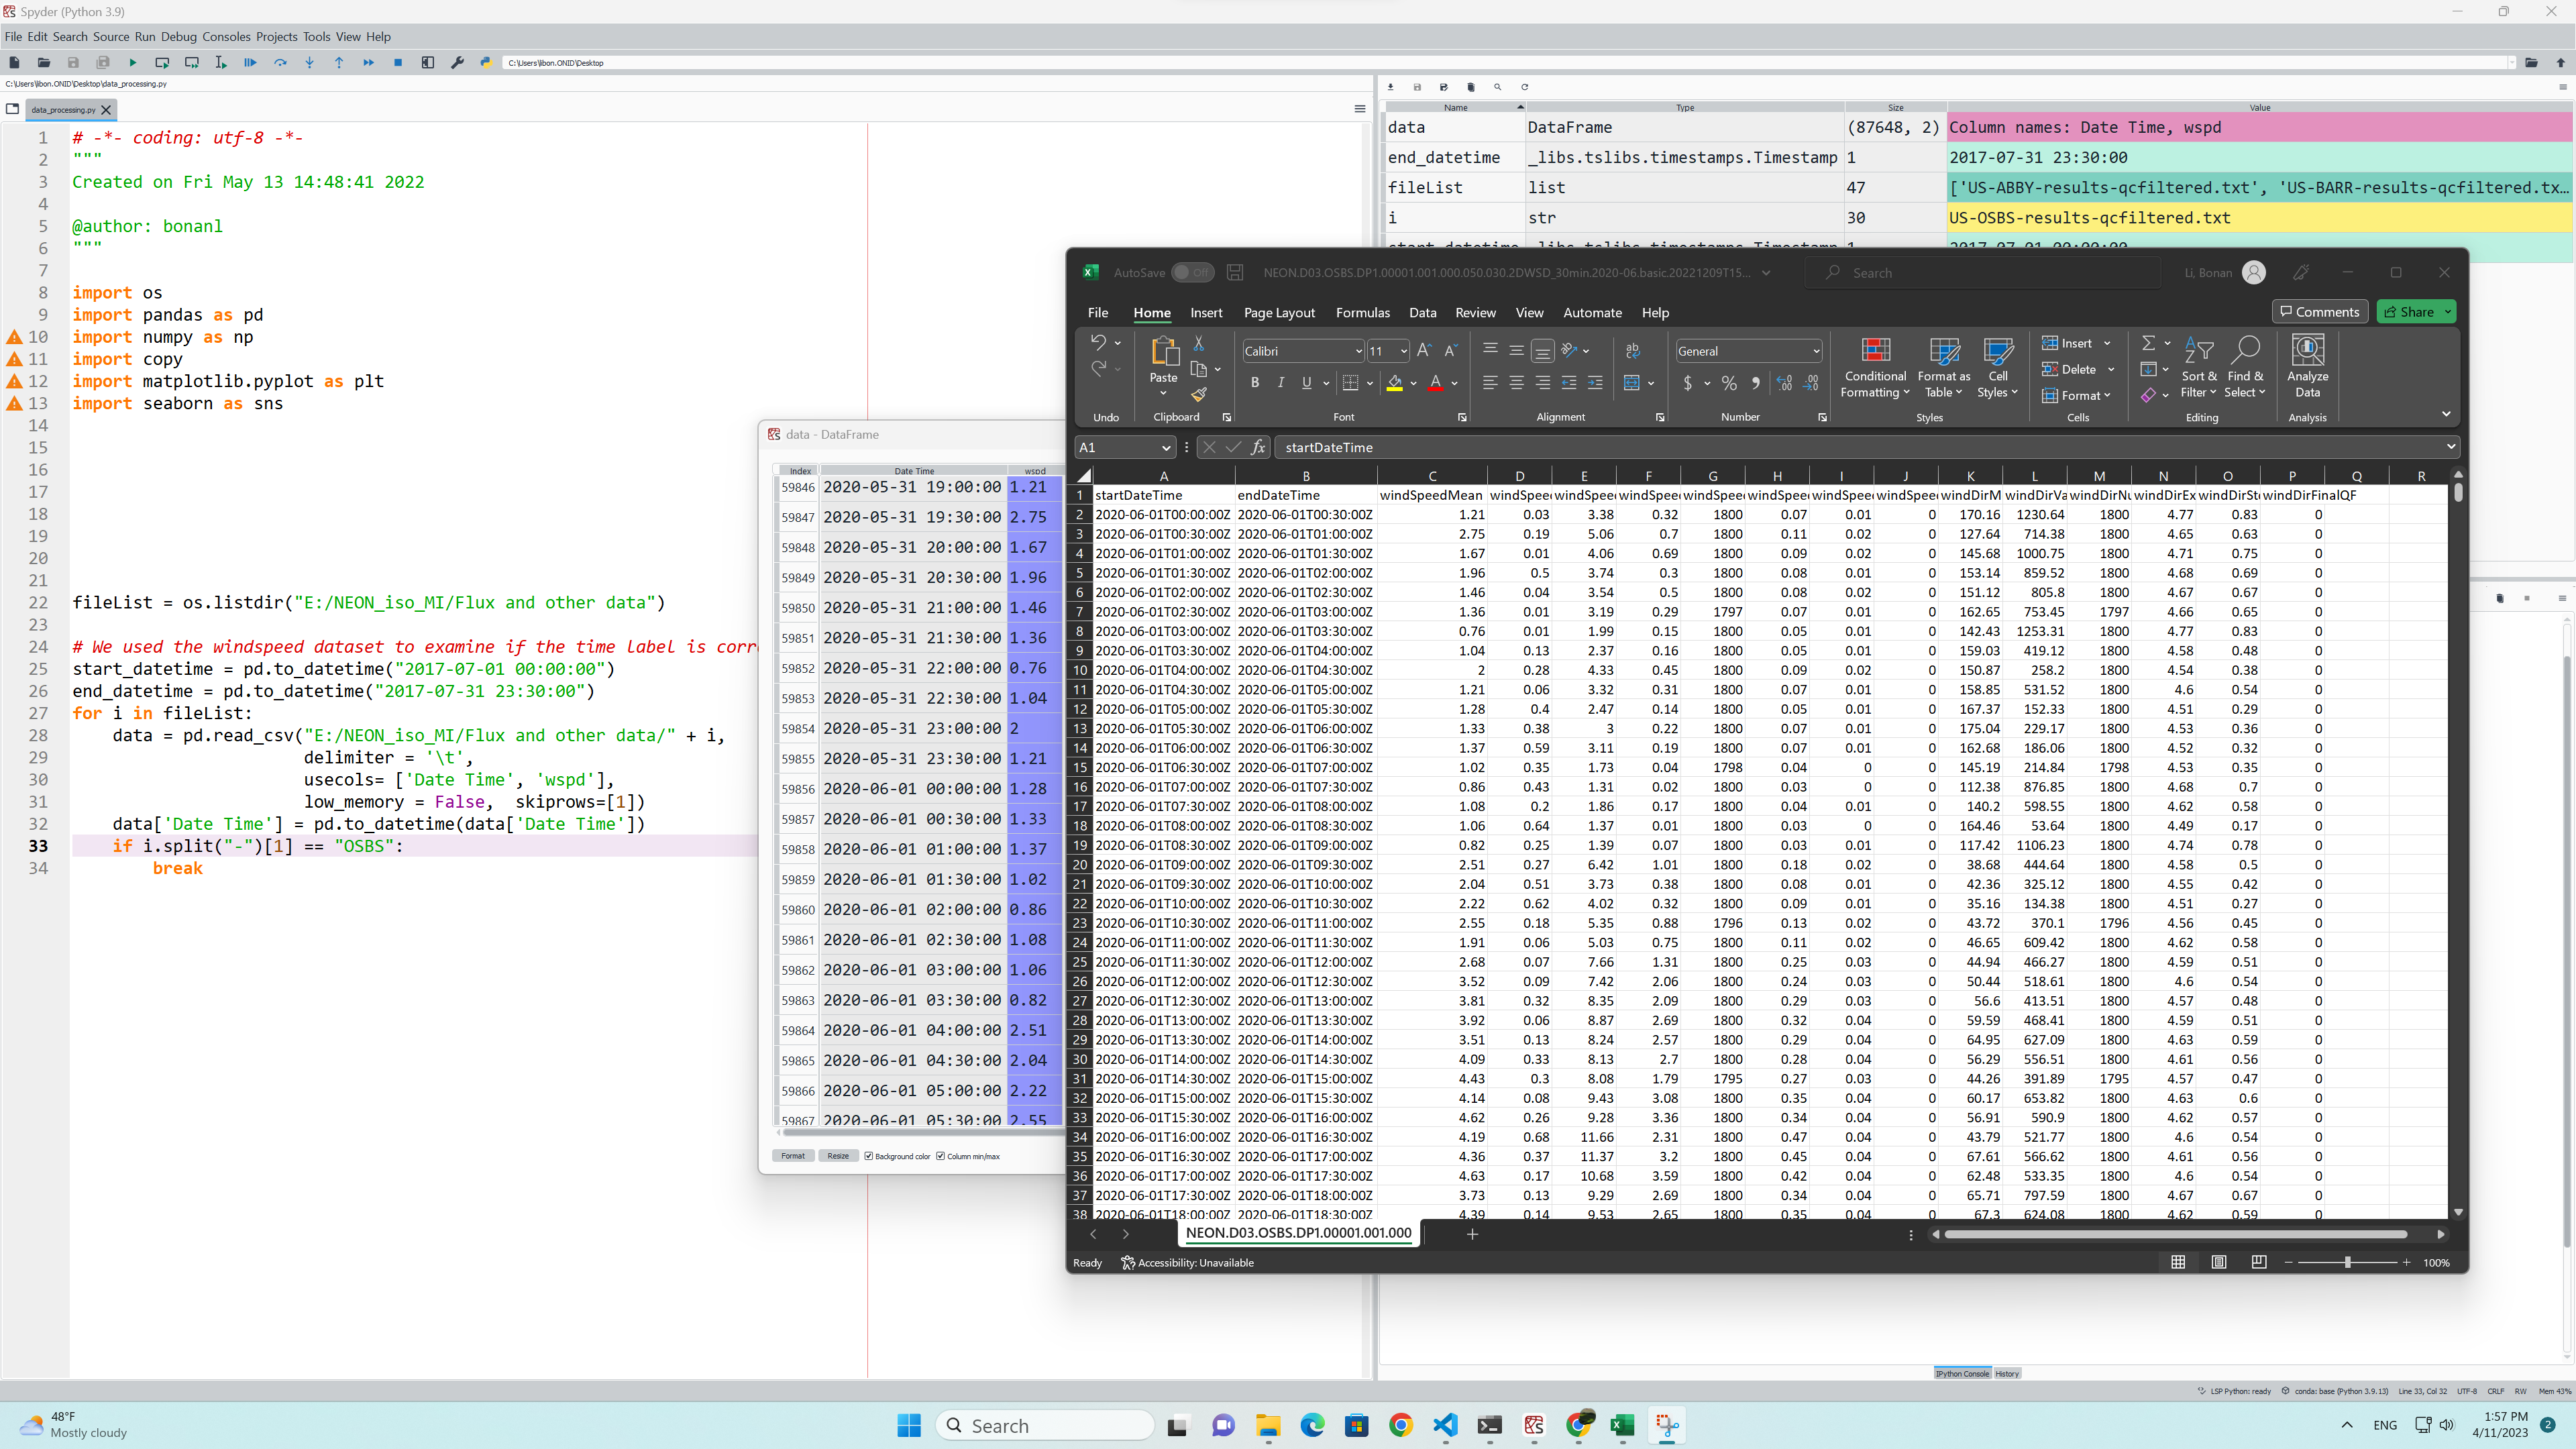 Spyder (Python 3.9)
File Edit Search Source Run Debug Consoles Projects Tools View Help
C:\Users\libon.ONID\Desktop
C:\Users\libon.ONID\Desktop\data_processing.py
data_processing.py
1 # -*- coding: utf-8 -*-
2 """
3 Created on Fri May 13 14:48:41 2022
4
5 @author: bonanl
6 """
7
8 import os
9 import pandas as pd
10 import numpy as np
11 import copy
12 import matplotlib.pyplot as plt
13 import seaborn as sns
14
15
16
17
18
19
20
21
22 fileList = os.listdir("E:/NEON_iso_MI/Flux and other data")
23
24 # We used the windspeed dataset to examine if the time label is corr
25 start_datetime = pd.to_datetime("2017-07-01 00:00:00")
26 end_datetime = pd.to_datetime("2017-07-31 23:30:00")
27 for i in fileList:
28 data = pd.read_csv("E:/NEON_iso_MI/Flux and other data/" + i,
29 delimiter = '\t',
30 usecols= ['Date Time', 'wspd'],
31 low_memory = False, skiprows=[1])
32 data['Date Time'] = pd.to_datetime(data['Date Time'])
33 if i.split("-")[1] == "OSBS":
34 break
Name Type Size Value
data DataFrame (87648, 2) Column names: Date Time, wspd
end_datetime _libs.tslibs.timestamps.Timestamp 1 2017-07-31 23:30:00
fileList list 47 ['US-ABBY-results-qcfiltered.txt', 'US-BARR-results-qcfiltered.tx...
i str 30 US-OSBS-results-qcfiltered.txt
data - DataFrame
Index Date Time wspd
59846 2020-05-31 19:00:00 1.21
59847 2020-05-31 19:30:00 2.75
59848 2020-05-31 20:00:00 1.67
59849 2020-05-31 20:30:00 1.96
59850 2020-05-31 21:00:00 1.46
59851 2020-05-31 21:30:00 1.36
59852 2020-05-31 22:00:00 0.76
59853 2020-05-31 22:30:00 1.04
59854 2020-05-31 23:00:00 2
59855 2020-05-31 23:30:00 1.21
59856 2020-06-01 00:00:00 1.28
59857 2020-06-01 00:30:00 1.33
59858 2020-06-01 01:00:00 1.37
59859 2020-06-01 01:30:00 1.02
59860 2020-06-01 02:00:00 0.86
59861 2020-06-01 02:30:00 1.08
59862 2020-06-01 03:00:00 1.06
59863 2020-06-01 03:30:00 0.82
59864 2020-06-01 04:00:00 2.51
59865 2020-06-01 04:30:00 2.04
59866 2020-06-01 05:00:00 2.22
59867 2020-06-01 05:30:00 2.55
Format Resize Background color Column min/max
AutoSave Off NEON.D03.OSBS.DP1.00001.001.000.050.030.2DWSD_30min.2020-06.basic.20221209T15... Search Li, Bonan
File Home Insert Page Layout Formulas Data Review View Automate Help Comments Share
Paste Calibri 11 General Conditional Formatting Format as Table Cell Styles Insert Delete Format Sort & Filter Find & Select Analyze Data
Undo Clipboard Font Alignment Number Styles Cells Editing Analysis
A1 fx startDateTime
A B C D E F G H I J K L M N O P Q R
1 startDateTime endDateTime windSpeedMean windSpeed windSpee windSpee windSpee windSpee windSpee windSpee windDirM windDirVa windDirNu windDirEx windDirSt windDirFinalQF
2 2020-06-01T00:00:00Z 2020-06-01T00:30:00Z 1.21 0.03 3.38 0.32 1800 0.07 0.01 0 170.16 1230.64 1800 4.77 0.83 0
3 2020-06-01T00:30:00Z 2020-06-01T01:00:00Z 2.75 0.19 5.06 0.7 1800 0.11 0.02 0 127.64 714.38 1800 4.65 0.63 0
4 2020-06-01T01:00:00Z 2020-06-01T01:30:00Z 1.67 0.01 4.06 0.69 1800 0.09 0.02 0 145.68 1000.75 1800 4.71 0.75 0
5 2020-06-01T01:30:00Z 2020-06-01T02:00:00Z 1.96 0.5 3.74 0.3 1800 0.08 0.01 0 153.14 859.52 1800 4.68 0.69 0
6 2020-06-01T02:00:00Z 2020-06-01T02:30:00Z 1.46 0.04 3.54 0.5 1800 0.08 0.02 0 151.12 805.8 1800 4.67 0.67 0
7 2020-06-01T02:30:00Z 2020-06-01T03:00:00Z 1.36 0.01 3.19 0.29 1797 0.07 0.01 0 162.65 753.45 1797 4.66 0.65 0
8 2020-06-01T03:00:00Z 2020-06-01T03:30:00Z 0.76 0.01 1.99 0.15 1800 0.05 0.01 0 142.43 1253.31 1800 4.77 0.83 0
9 2020-06-01T03:30:00Z 2020-06-01T04:00:00Z 1.04 0.13 2.37 0.16 1800 0.05 0.01 0 159.03 419.12 1800 4.58 0.48 0
10 2020-06-01T04:00:00Z 2020-06-01T04:30:00Z 2 0.28 4.33 0.45 1800 0.09 0.02 0 150.87 258.2 1800 4.54 0.38 0
11 2020-06-01T04:30:00Z 2020-06-01T05:00:00Z 1.21 0.06 3.32 0.31 1800 0.07 0.01 0 158.85 531.52 1800 4.6 0.54 0
12 2020-06-01T05:00:00Z 2020-06-01T05:30:00Z 1.28 0.4 2.47 0.14 1800 0.05 0.01 0 167.37 152.33 1800 4.51 0.29 0
13 2020-06-01T05:30:00Z 2020-06-01T06:00:00Z 1.33 0.38 3 0.22 1800 0.07 0.01 0 175.04 229.17 1800 4.53 0.36 0
14 2020-06-01T06:00:00Z 2020-06-01T06:30:00Z 1.37 0.59 3.11 0.19 1800 0.07 0.01 0 162.68 186.06 1800 4.52 0.32 0
15 2020-06-01T06:30:00Z 2020-06-01T07:00:00Z 1.02 0.35 1.73 0.04 1798 0.04 0 0 145.19 214.84 1798 4.53 0.35 0
16 2020-06-01T07:00:00Z 2020-06-01T07:30:00Z 0.86 0.43 1.31 0.02 1800 0.03 0 0 112.38 876.85 1800 4.68 0.7 0
17 2020-06-01T07:30:00Z 2020-06-01T08:00:00Z 1.08 0.2 1.86 0.17 1800 0.04 0.01 0 140.2 598.55 1800 4.62 0.58 0
18 2020-06-01T08:00:00Z 2020-06-01T08:30:00Z 1.06 0.64 1.37 0.01 1800 0.03 0 0 164.46 53.64 1800 4.49 0.17 0
19 2020-06-01T08:30:00Z 2020-06-01T09:00:00Z 0.82 0.25 1.39 0.07 1800 0.03 0.01 0 117.42 1106.23 1800 4.74 0.78 0
20 2020-06-01T09:00:00Z 2020-06-01T09:30:00Z 2.51 0.27 6.42 1.01 1800 0.18 0.02 0 38.68 444.64 1800 4.58 0.5 0
21 2020-06-01T09:30:00Z 2020-06-01T10:00:00Z 2.04 0.51 3.73 0.38 1800 0.08 0.01 0 42.36 325.12 1800 4.55 0.42 0
22 2020-06-01T10:00:00Z 2020-06-01T10:30:00Z 2.22 0.62 4.02 0.32 1800 0.09 0.01 0 35.16 134.38 1800 4.51 0.27 0
23 2020-06-01T10:30:00Z 2020-06-01T11:00:00Z 2.55 0.18 5.35 0.88 1796 0.13 0.02 0 43.72 370.1 1796 4.56 0.45 0
24 2020-06-01T11:00:00Z 2020-06-01T11:30:00Z 1.91 0.06 5.03 0.75 1800 0.11 0.02 0 46.65 609.42 1800 4.62 0.58 0
25 2020-06-01T11:30:00Z 2020-06-01T12:00:00Z 2.68 0.07 7.66 1.31 1800 0.25 0.03 0 44.94 466.27 1800 4.59 0.51 0
26 2020-06-01T12:00:00Z 2020-06-01T12:30:00Z 3.52 0.09 7.42 2.06 1800 0.24 0.03 0 50.44 518.61 1800 4.6 0.54 0
27 2020-06-01T12:30:00Z 2020-06-01T13:00:00Z 3.81 0.32 8.35 2.09 1800 0.29 0.03 0 56.6 413.51 1800 4.57 0.48 0
28 2020-06-01T13:00:00Z 2020-06-01T13:30:00Z 3.92 0.06 8.87 2.69 1800 0.32 0.04 0 59.59 468.41 1800 4.59 0.51 0
29 2020-06-01T13:30:00Z 2020-06-01T14:00:00Z 3.51 0.13 8.24 2.57 1800 0.29 0.04 0 64.95 627.09 1800 4.63 0.59 0
30 2020-06-01T14:00:00Z 2020-06-01T14:30:00Z 4.09 0.33 8.13 2.7 1800 0.28 0.04 0 56.29 556.51 1800 4.61 0.56 0
31 2020-06-01T14:30:00Z 2020-06-01T15:00:00Z 4.43 0.3 8.08 1.79 1795 0.27 0.03 0 44.26 391.89 1795 4.57 0.47 0
32 2020-06-01T15:00:00Z 2020-06-01T15:30:00Z 4.14 0.08 9.43 3.08 1800 0.35 0.04 0 60.17 653.82 1800 4.63 0.6 0
33 2020-06-01T15:30:00Z 2020-06-01T16:00:00Z 4.62 0.26 9.28 3.36 1800 0.34 0.04 0 56.91 590.9 1800 4.62 0.57 0
34 2020-06-01T16:00:00Z 2020-06-01T16:30:00Z 4.19 0.68 11.66 2.31 1800 0.47 0.04 0 43.79 521.77 1800 4.6 0.54 0
35 2020-06-01T16:30:00Z 2020-06-01T17:00:00Z 4.36 0.37 11.37 3.2 1800 0.45 0.04 0 67.61 566.62 1800 4.61 0.56 0
36 2020-06-01T17:00:00Z 2020-06-01T17:30:00Z 4.63 0.17 10.68 3.59 1800 0.42 0.04 0 62.48 533.35 1800 4.6 0.54 0
37 2020-06-01T17:30:00Z 2020-06-01T18:00:00Z 3.73 0.13 9.29 2.69 1800 0.34 0.04 0 65.71 797.59 1800 4.67 0.67 0
38 2020-06-01T18:00:00Z 2020-06-01T18:30:00Z 4.39 0.14 9.53 2.65 1800 0.35 0.04 0 67.3 624.08 1800 4.62 0.59 0
NEON.D03.OSBS.DP1.00001.001.000
Ready Accessibility: Unavailable 100%
IPython Console History
LSP Python: ready conda: base (Python 3.9.13) Line 33, Col 32 UTF-8 CRLF RW Mem 43%
48°F
Mostly cloudy
Search
ENG
1:57 PM
4/11/2023
2